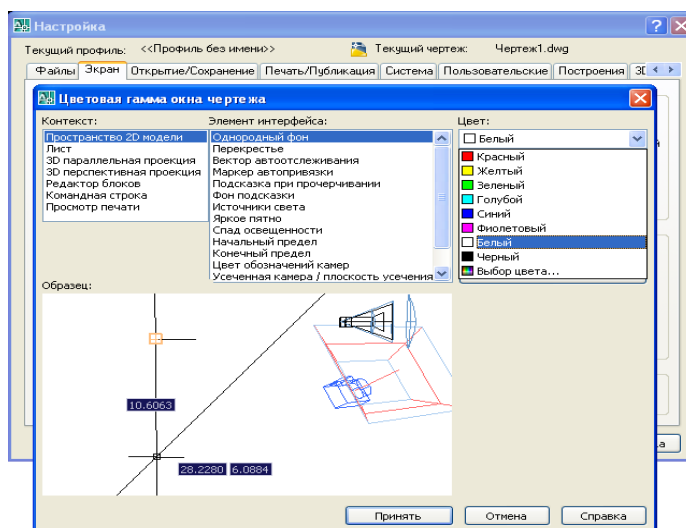 Настройка
Текущий профиль: <<Профиль без имени>> Текущий чертеж: Чертеж1.dwg
Файлы Экран Открытие/Сохранение Печать/Публикация Система Пользовательские Построения
Цветовая гамма окна чертежа
Контекст:
Пространство 2D модели
Лист
3D параллельная проекция
3D перспективная проекция
Редактор блоков
Командная строка
Просмотр печати
Элемент интерфейса:
Однородный фон
Перекрестье
Вектор автоотслеживания
Маркер автопривязки
Подсказка при прочерчивании
Фон подсказки
Источники света
Яркое пятно
Спад освещенности
Начальный предел
Конечный предел
Цвет обозначений камер
Усеченная камера / плоскость усечения
Цвет:
Белый
Красный
Желтый
Зеленый
Голубой
Синий
Фиолетовый
Белый
Черный
Выбор цвета...
Образец:
10.6063
28.2280 6.0884
Принять Отмена Справка